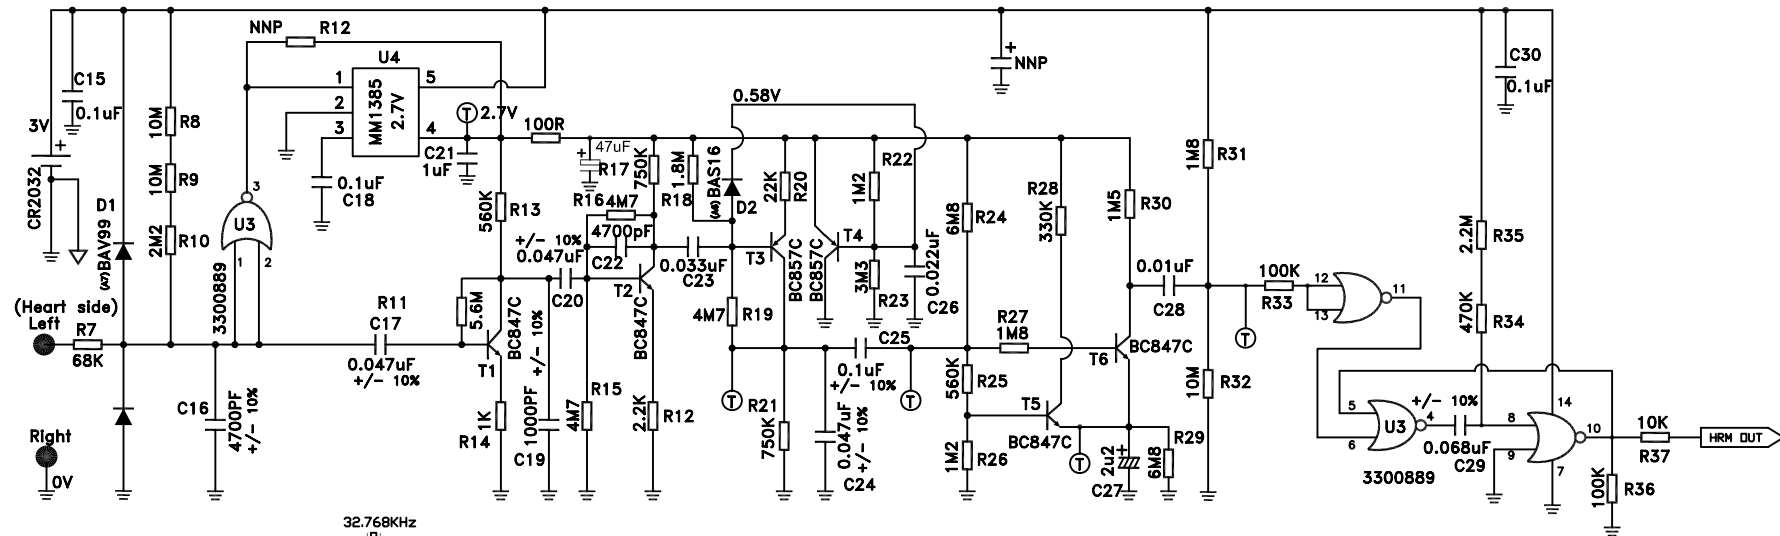 NNP
R12
U4
C15
0.1uF
3V
CR2032
10M
R8
10M
R9
2M2
R10
D1
(A7)BAV99
1
2
3
MM1385
2.7V
5
4
0.1uF
C18
T
2.7V
C21
1uF
100R
3
U3
1
2
3300889
(Heart side)
Left
R7
68K
Right
0V
C16
4700PF
+/- 10%
R11
C17
0.047uF
+/- 10%
560K
R13
5.6M
BC847C
T1
1K
R14
+/- 10%
0.047uF
C20
+/- 10%
1000PF
C19
47uF
R17
750K
R16
4M7
4700pF
C22
T2
BC847C
R15
4M7
2.2K
R12
1.8M
R18
0.033uF
C23
0.58V
(A6)BAS16
D2
22K
R20
T3
BC857C
BC857C
T4
R22
1M2
3M3
R23
0.022uF
C26
4M7
R19
T
R21
750K
C25
0.1uF
+/- 10%
T
0.047uF
+/- 10%
C24
NNP
6M8
R24
R28
330K
R27
1M8
560K
R25
1M2
R26
T5
BC847C
T
1M5
R30
T6
BC847C
2u2
C27
R29
6M8
0.01uF
C28
1M8
R31
10M
R32
100K
R33
T
12
13
11
C30
0.1uF
2.2M
R35
470K
R34
5
6
U3
4
+/- 10%
0.068uF
C29
3300889
8
9
14
10
7
10K
R37
HRM OUT
100K
R36
32.768KHz